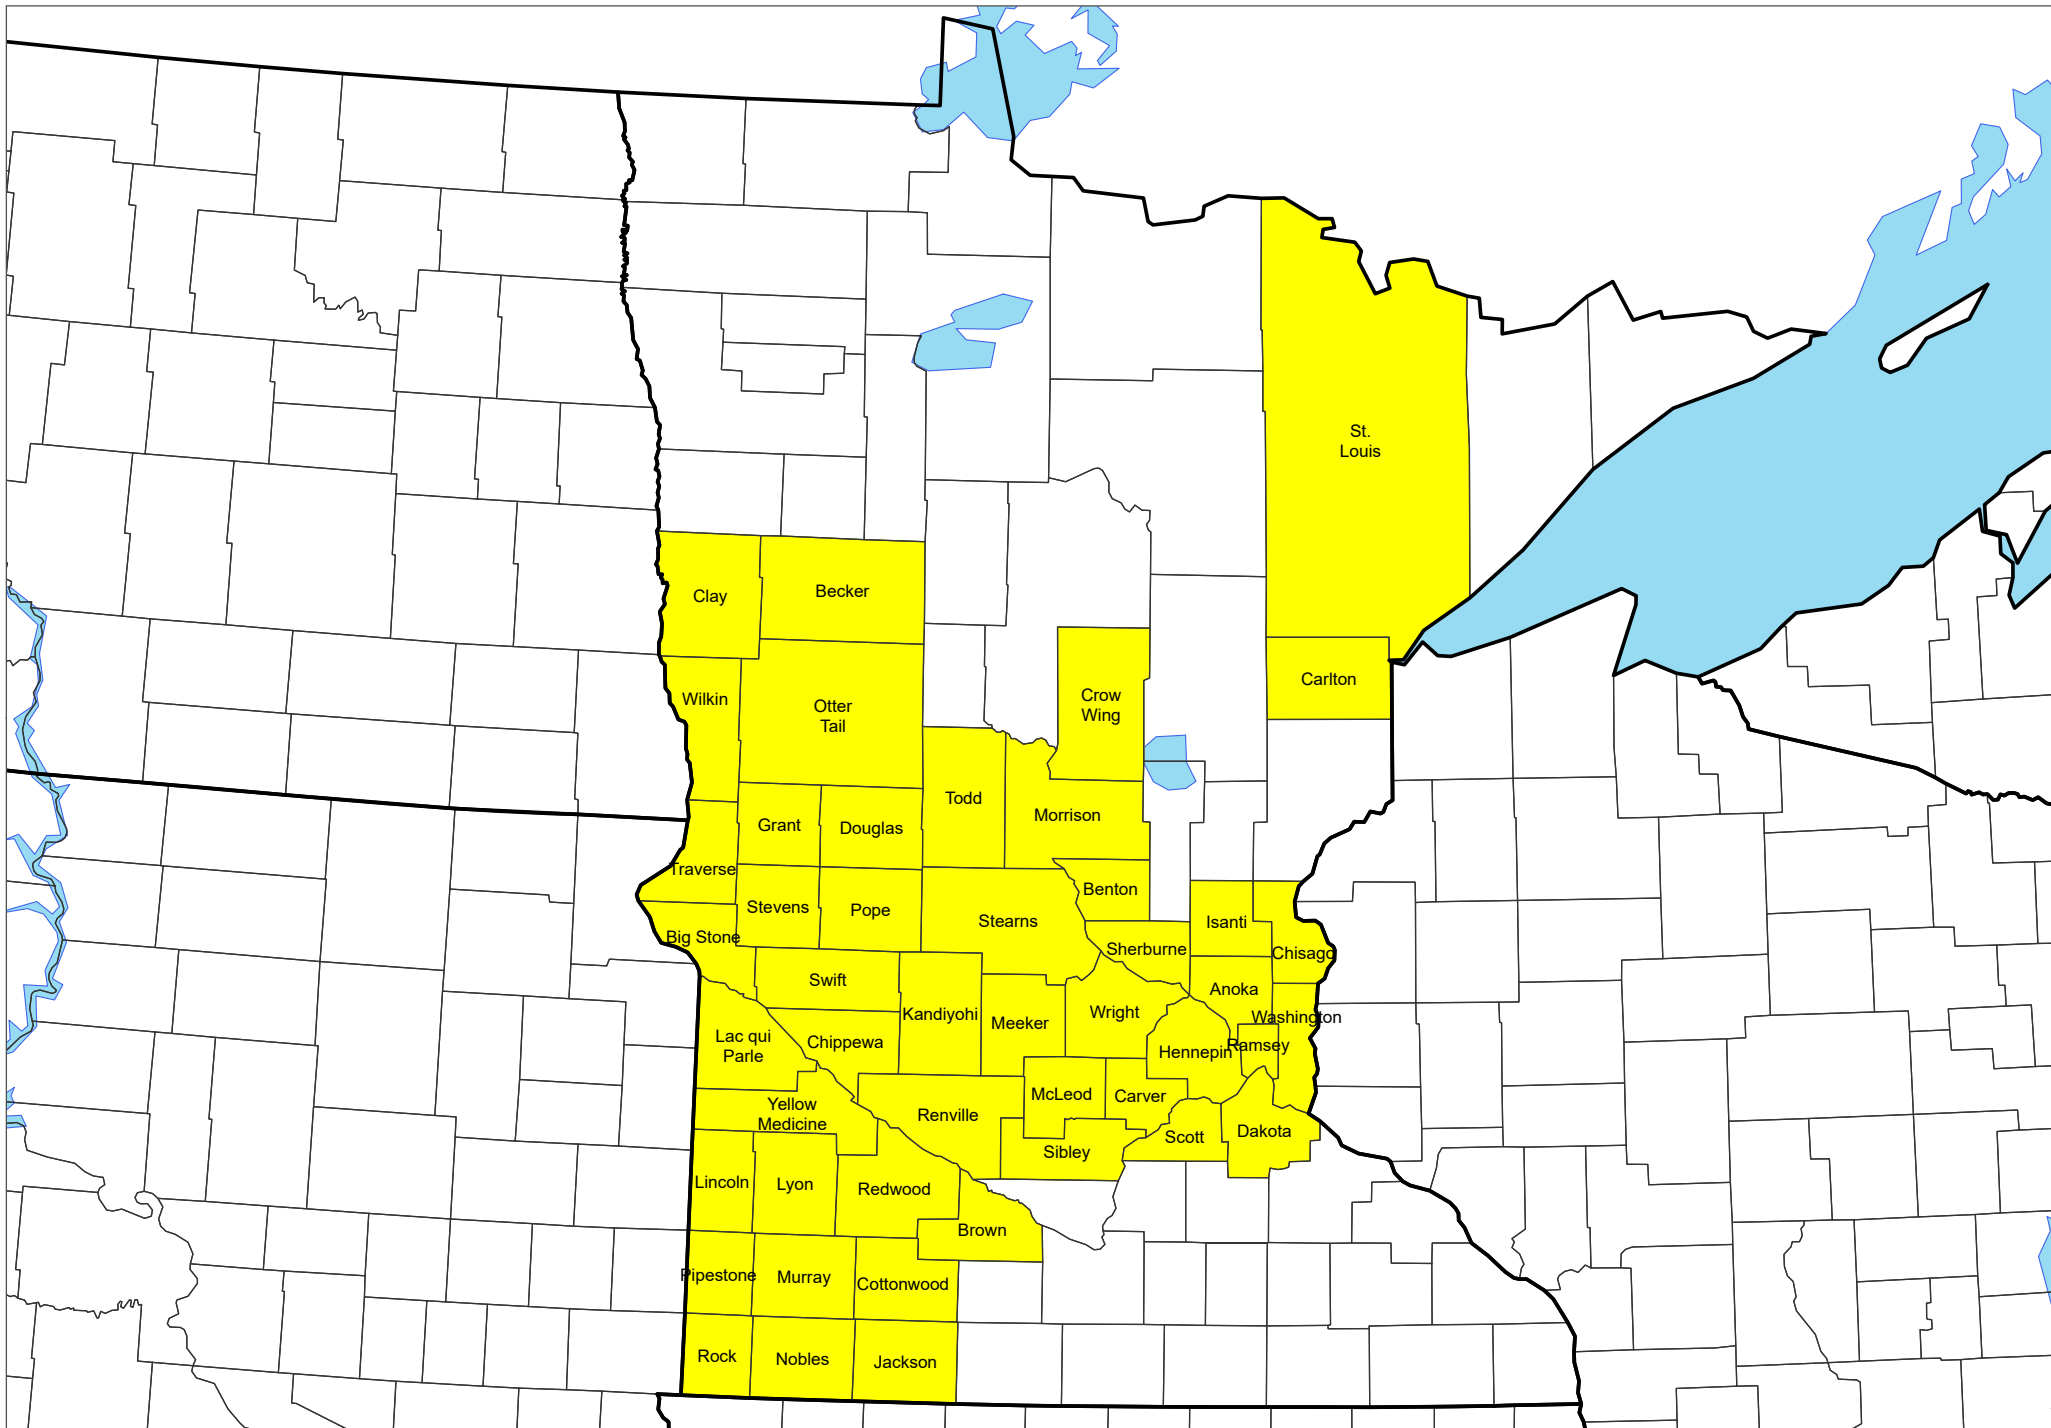 St.
Louis
Clay
Becker
Carlton
Wilkin
Otter
Tail
Crow
Wing
Todd
Morrison
Grant
Douglas
Traverse
Benton
Stevens
Pope
Stearns
Isanti
Big Stone
Sherburne
Chisago
Swift
Anoka
Kandiyohi
Wright
Washington
Meeker
Lac qui
Parle
Chippewa
Hennepin
Ramsey
McLeod
Carver
Yellow
Medicine
Renville
Scott
Dakota
Sibley
Lincoln
Lyon
Redwood
Brown
Pipestone
Murray
Cottonwood
Rock
Nobles
Jackson